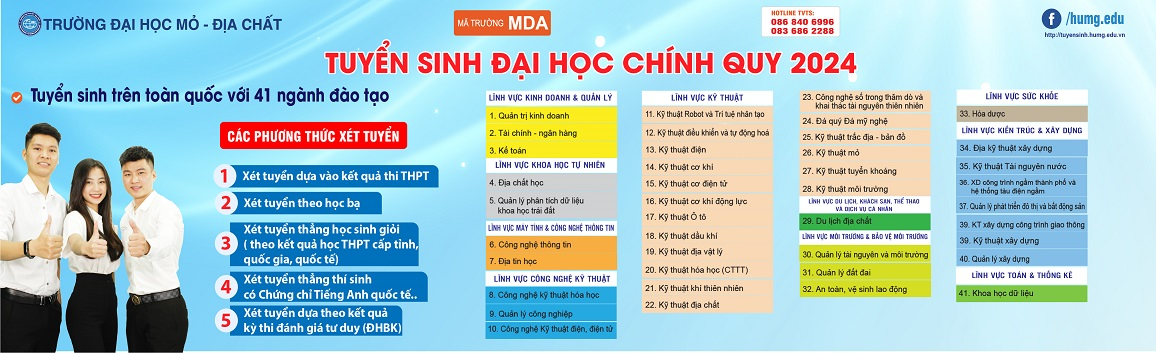 TRƯỜNG ĐẠI HỌC MỎ - ĐỊA CHẤT
MÃ TRƯỜNG MDA
HOTLINE TVTS:
086 840 6996
083 686 2288
f /humg.edu
http://tuyensinh.humg.edu.vn
TUYỂN SINH ĐẠI HỌC CHÍNH QUY 2024
Tuyển sinh trên toàn quốc với 41 ngành đào tạo
CÁC PHƯƠNG THỨC XÉT TUYỂN
1 Xét tuyển dựa vào kết quả thi THPT
2 Xét tuyển theo học bạ
3 Xét tuyển thẳng học sinh giỏi
( theo kết quả học THPT cấp tỉnh,
quốc gia, quốc tế)
4 Xét tuyển thẳng thí sinh
có Chứng chỉ Tiếng Anh quốc tế..
5 Xét tuyển dựa theo kết quả
kỳ thi đánh giá tư duy (ĐHBK)
LĨNH VỰC KINH DOANH & QUẢN LÝ
1. Quản trị kinh doanh
2. Tài chính - ngân hàng
3. Kế toán
LĨNH VỰC KHOA HỌC TỰ NHIÊN
4. Địa chất học
5. Quản lý phân tích dữ liệu
khoa học trái đất
LĨNH VỰC MÁY TÍNH & CÔNG NGHỆ THÔNG TIN
6. Công nghệ thông tin
7. Địa tin học
LĨNH VỰC CÔNG NGHỆ KỸ THUẬT
8. Công nghệ kỹ thuật hóa học
9. Quản lý công nghiệp
10. Công nghệ kỹ thuật điện, điện tử
LĨNH VỰC KỸ THUẬT
11. Kỹ thuật Robot và Trí tuệ nhân tạo
12. Kỹ thuật điều khiển và tự động hoá
13. Kỹ thuật điện
14. Kỹ thuật cơ khí
15. Kỹ thuật cơ điện tử
16. Kỹ thuật cơ khí động lực
17. Kỹ thuật Ô tô
18. Kỹ thuật dầu khí
19. Kỹ thuật địa vật lý
20. Kỹ thuật hóa học (CTTT)
21. Kỹ thuật khí thiên nhiên
22. Kỹ thuật địa chất
23. Công nghệ số trong thăm dò và
khai thác tài nguyên thiên nhiên
24. Đá quý Đá mỹ nghệ
25. Kỹ thuật trắc địa - bản đồ
26. Kỹ thuật mỏ
27. Kỹ thuật tuyển khoáng
28. Kỹ thuật môi trường
LĨNH VỰC DU LỊCH, KHÁCH SẠN, THỂ THAO
VÀ DỊCH VỤ CÁ NHÂN
29. Du lịch địa chất
LĨNH VỰC MÔI TRƯỜNG & BẢO VỆ MÔI TRƯỜNG
30. Quản lý tài nguyên và môi trường
31. Quản lý đất đai
32. An toàn, vệ sinh lao động
LĨNH VỰC SỨC KHỎE
33. Hóa dược
LĨNH VỰC KIẾN TRÚC & XÂY DỰNG
34. Địa kỹ thuật xây dựng
35. Kỹ thuật Tài nguyên nước
36. XD công trình ngầm thành phố và
hệ thống tàu điện ngầm
37. Quản lý phát triển đô thị và bất động sản
39. KT xây dựng công trình giao thông
39. Kỹ thuật xây dựng
40. Quản lý xây dựng
LĨNH VỰC TOÁN & THỐNG KÊ
41. Khoa học dữ liệu